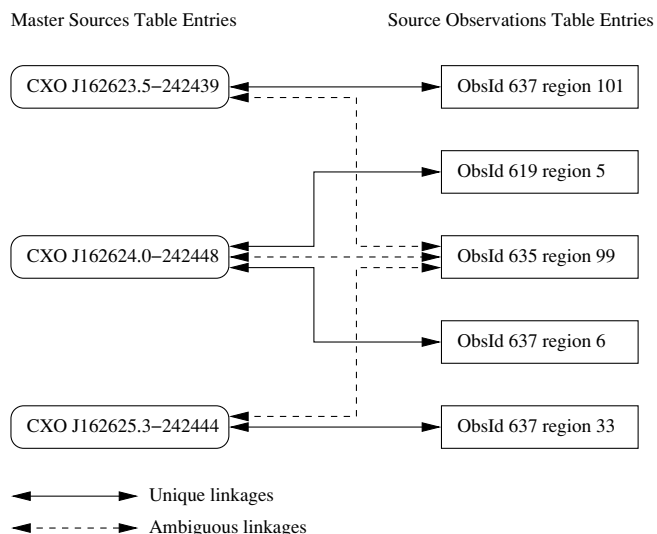 Master Sources Table Entries
Source Observations Table Entries
CXO J162623.5−242439
ObsId 637 region 101
ObsId 619 region 5
CXO J162624.0−242448
ObsId 635 region 99
ObsId 637 region 6
CXO J162625.3−242444
ObsId 637 region 33
Unique linkages
Ambiguous linkages